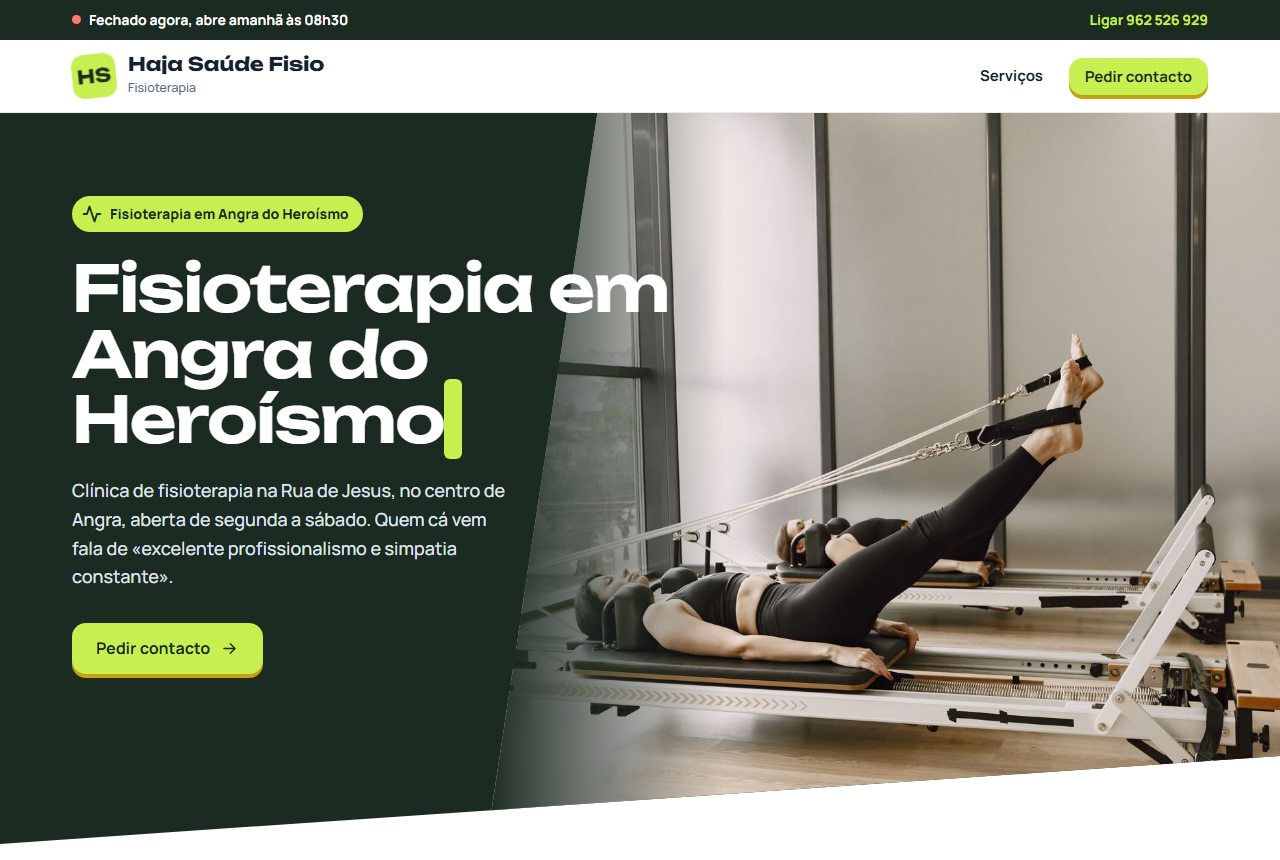 Fechado agora, abre amanhã às 08h30
Ligar 962 526 929
HS
Haja Saúde Fisio
Fisioterapia
Serviços
Pedir contacto
Fisioterapia em Angra do Heroísmo
Fisioterapia em
Angra do
Heroísmo
Clínica de fisioterapia na Rua de Jesus, no centro de
Angra, aberta de segunda a sábado. Quem cá vem
fala de «excelente profissionalismo e simpatia
constante».
Pedir contacto →